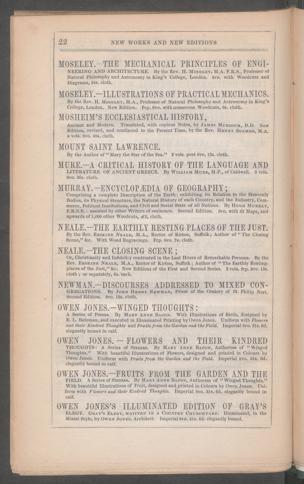 22 NEW WORKS AND NEW EDITIONS
MOSELEY.—THE MECHANICAL PRINCIPLES OF ENGI-
NEERING AND ARCHITECTURE. By the Rev. H. MOSELEY, M.A. F.R.S., Professor of
Natural Philosophy and Astronomy in King's College, London. 8vo. with Woodcuts and
Diagrams, 24s. cloth.
MOSELEY.—ILLUSTRATIONS OF PRACTICAL MECHANICS.
By the Rev. H. MOSELEY, M.A., Professor of Natural Philosophy and Astronomy in King's
College, London. New Edition. Fcp. 8vo. with numerous Woodcuts, 8s. cloth.
MOSHEIM'S ECCLESIASTICAL HISTORY,
Ancient and Modern. Translated, with copious Notes, by JAMES MURDOCK, D.D. New
Edition, revised, and continued to the Present Time, by the Rev. HENRY SOAMES, M.A.
4 vols. 8vo. 48s. cloth.
MOUNT SAINT LAWRENCE.
By the Author of "Mary the Star of the Sea." 2 vols. post 8vo. 12s. cloth.
MURE.—A CRITICAL HISTORY OF THE LANGUAGE AND
LITERATURE OF ANCIENT GREECE. By WILLIAM MURE, M.P., of Caldwell. 3 vols.
8vo. 36s. cloth.
MURRAY.—ENCYCLOPÆDIA OF GEOGRAPHY;
Comprising a complete Description of the Earth; exhibiting its Relation to the Heavenly
Bodies, its Physical Structure, the Natural History of each Country, and the Industry, Com-
merce, Political Institutions, and Civil and Social State of all Nations. By HUGH MURRAY,
F.R.S.E.: assisted by other Writers of eminence. Second Edition. 8vo. with 82 Maps, and
upwards of 1,000 other Woodcuts, £3, cloth.
NEALE.—THE EARTHLY RESTING PLACES OF THE JUST.
By the Rev. ERSKINE NEALE, M.A., Rector of Kirton, Suffolk; Author of "The Closing
Scene," &c. With Wood Engravings. Fcp. 8vo. 7s. cloth.
NEALE.—THE CLOSING SCENE;
Or, Christianity and Infidelity contrasted in the Last Hours of Remarkable Persons. By the
Rev. ERSKINE NEALE, M.A., Rector of Kirton, Suffolk; Author of "The Earthly Resting-
places of the Just," &c. New Editions of the First and Second Series. 2 vols. fcp. 8vo. 12s.
cloth; or separately, 6s. each.
NEWMAN.—DISCOURSES ADDRESSED TO MIXED CON-
GREGATIONS. By JOHN HENRY NEWMAN, Priest of the Oratory of St. Philip Neri.
Second Edition. 8vo. 12s. cloth.
OWEN JONES.—WINGED THOUGHTS:
A Series of Poems. By MARY ANNE BACON. With Illustrations of Birds, designed by
E. L. Bateman, and executed in Illuminated Printing by Owen Jones. Uniform with Flowers
and their Kindred Thoughts and Fruits from the Garden and the Field. Imperial 8vo. 31s. 6d.
elegantly bound in calf.
OWEN JONES. — FLOWERS AND THEIR KINDRED
THOUGHTS: A Series of Stanzas. By MARY ANNE BACON, Authoress of "Winged
Thoughts." With beautiful Illustrations of Flowers, designed and printed in Colours by
Owen Jones. Uniform with Fruits from the Garden and the Field. Imperial 8vo. 31s. 6d.
elegantly bound in calf.
OWEN JONES.—FRUITS FROM THE GARDEN AND THE
FIELD. A Series of Stanzas. By MARY ANNE BACON, Authoress of "Winged Thoughts."
With beautiful Illustrations of Fruit, designed and printed in Colours by Owen Jones. Uni-
form with Flowers and their Kindred Thoughts. Imperial 8vo. 31s. 6d. elegantly bound in
calf.
OWEN JONES'S ILLUMINATED EDITION OF GRAY'S
ELEGY. GRAY'S ELEGY, WRITTEN IN A COUNTRY CHURCHYARD. Illuminated, in the
Missal Style, by OWEN JONES, Architect. Imperial 8vo. 31s. 6d. elegantly bound.